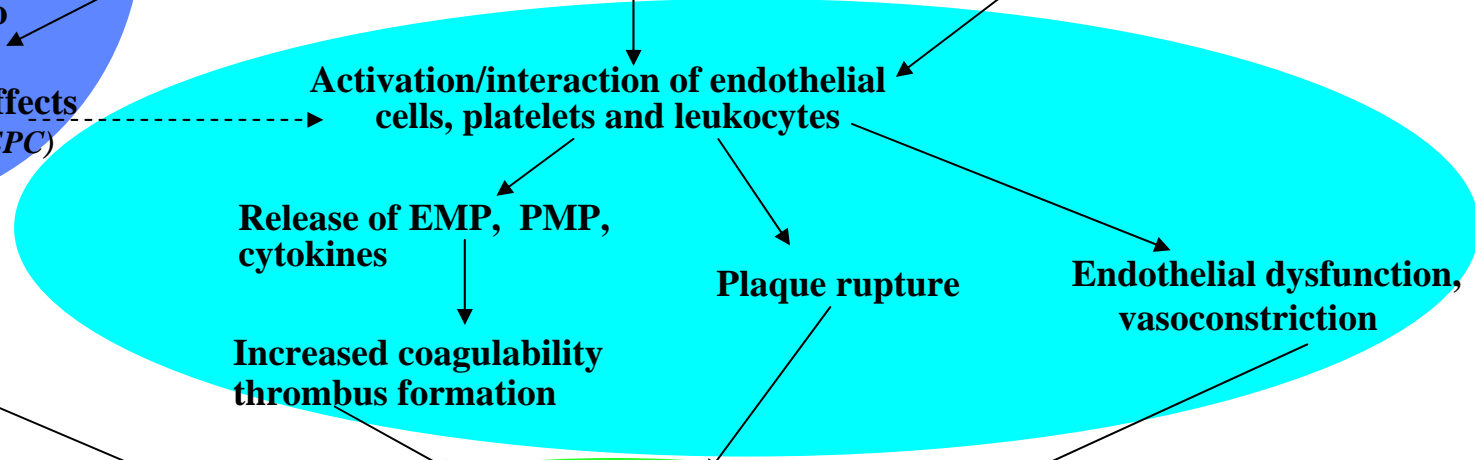 Activation/interaction of endothelial
cells, platelets and leukocytes
Release of EMP,  PMP,
cytokines
Plaque rupture
Endothelial dysfunction,
vasoconstriction
Increased coagulability
thrombus formation